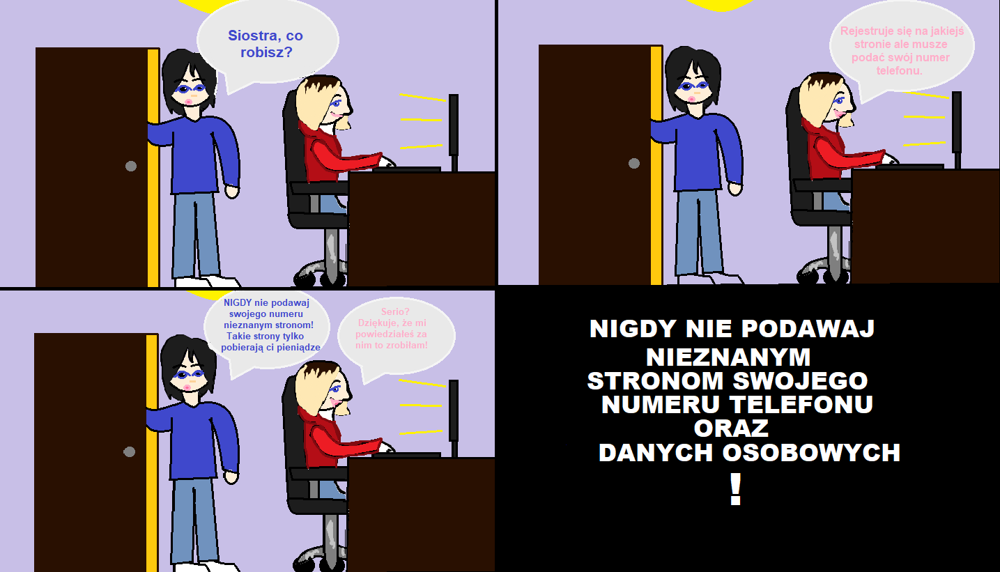 Siostra, co
robisz?
Rejestruje się na jakiejś
stronie ale musze
podać swój numer
telefonu.
NIGDY nie podawaj
swojego numeru
nieznanym stronom!
Takie strony tylko
pobierają ci pieniądze
Serio?
Dziękuje, że mi
powiedziałeś za
nim to zrobiłam!
NIGDY NIE PODAWAJ
NIEZNANYM
STRONOM SWOJEGO
NUMERU TELEFONU
ORAZ
DANYCH OSOBOWYCH
!